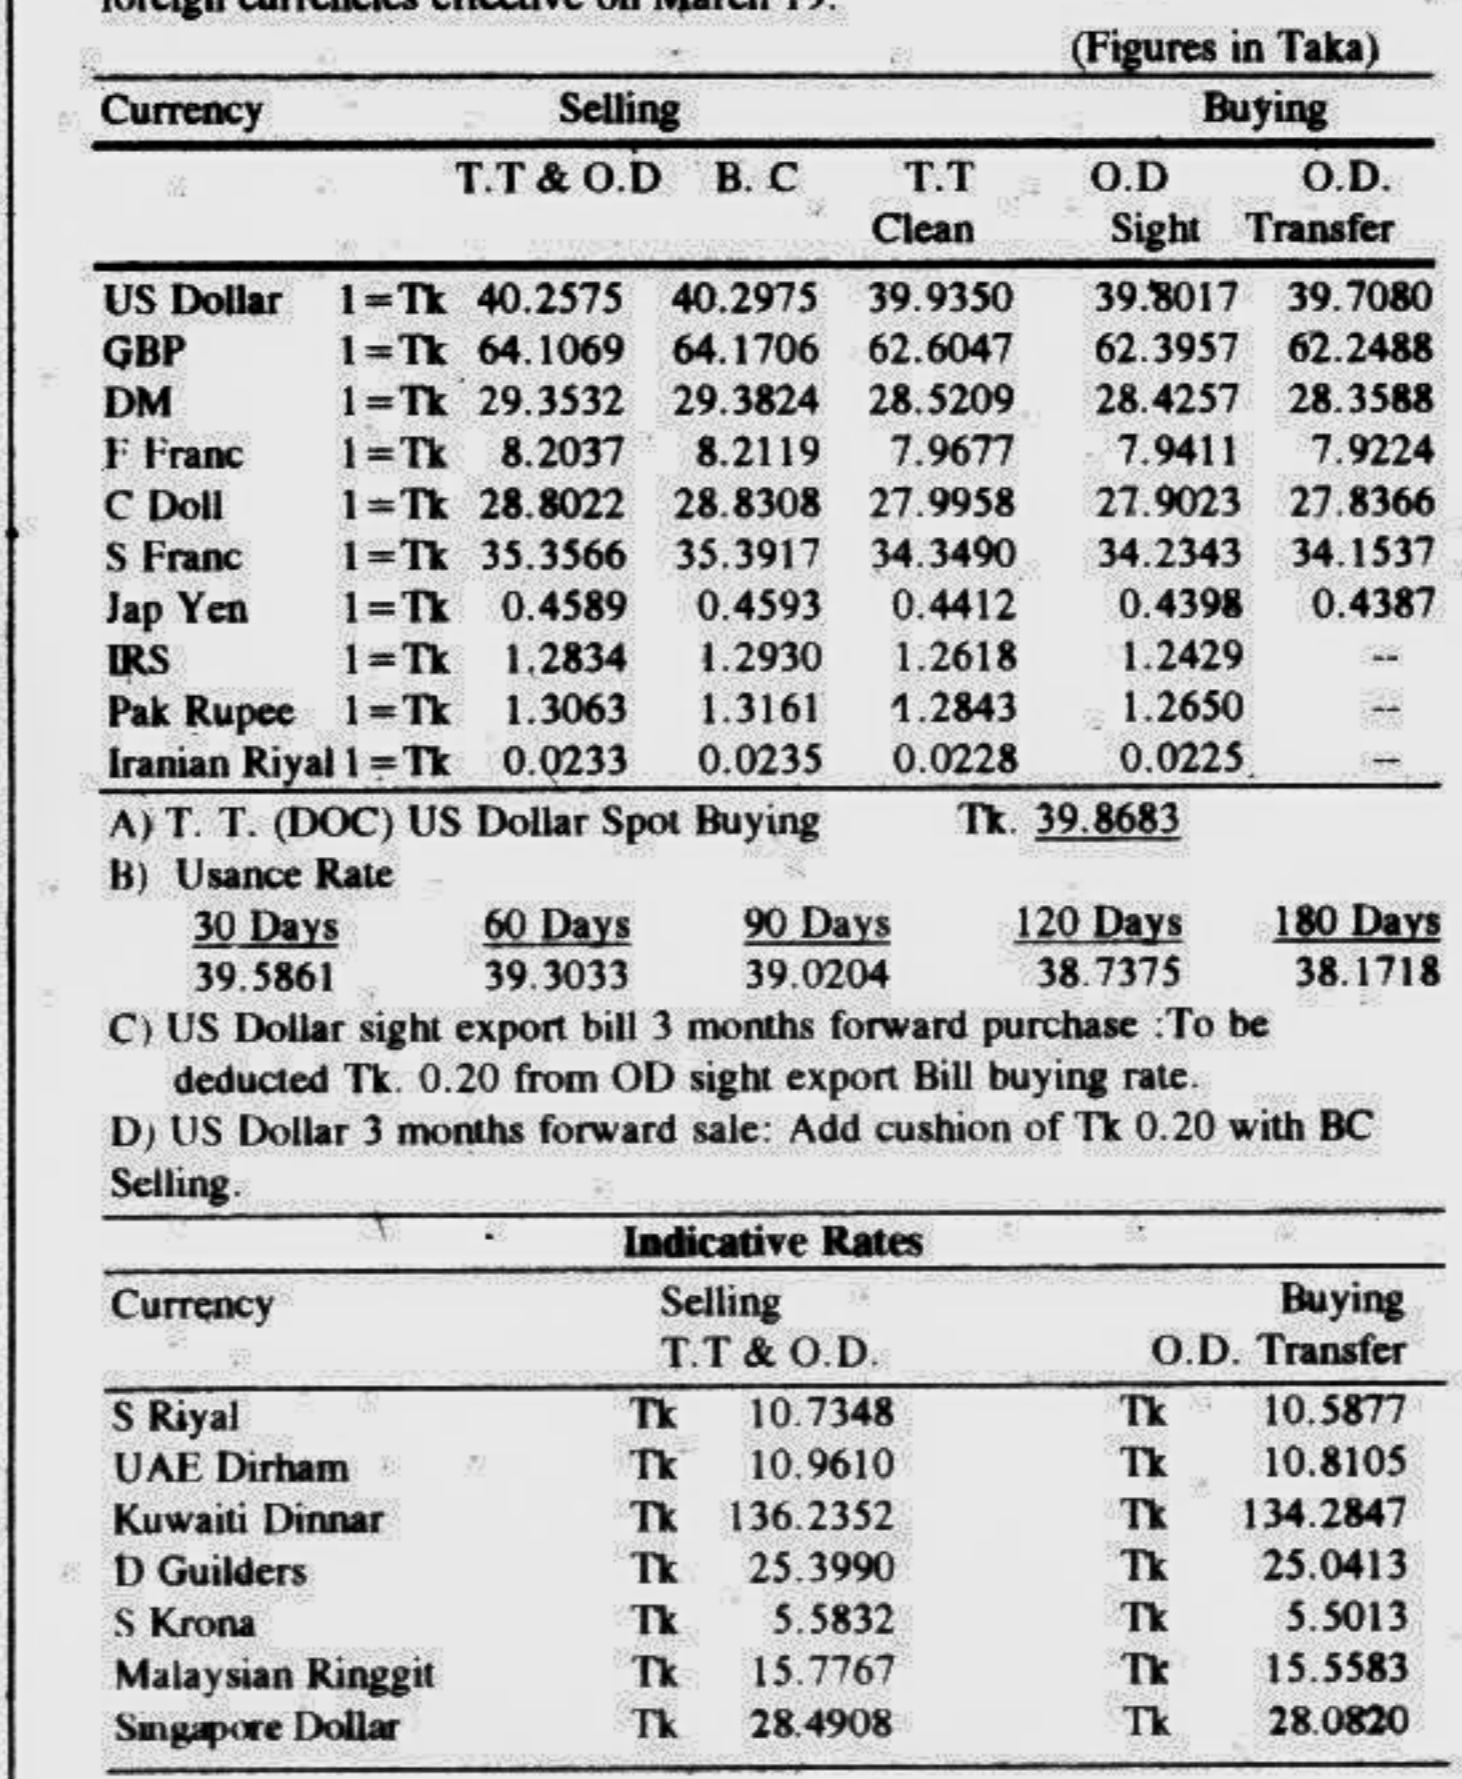 foreign currencies effective on March 19.
(Figures in Taka)
Currency Selling Buying
T.T & O.D B. C T.T O.D O.D.
Clean Sight Transfer
US Dollar 1=Tk 40.2575 40.2975 39.9350 39.8017 39.7080
GBP 1=Tk 64.1069 64.1706 62.6047 62.3957 62.2488
DM 1=Tk 29.3532 29.3824 28.5209 28.4257 28.3588
F Franc 1=Tk 8.2037 8.2119 7.9677 7.9411 7.9224
C Doll 1=Tk 28.8022 28.8308 27.9958 27.9023 27.8366
S Franc 1=Tk 35.3566 35.3917 34.3490 34.2343 34.1537
Jap Yen 1=Tk 0.4589 0.4593 0.4412 0.4398 0.4387
IRS 1=Tk 1.2834 1.2930 1.2618 1.2429 --
Pak Rupee 1=Tk 1.3063 1.3161 1.2843 1.2650 --
Iranian Riyal 1=Tk 0.0233 0.0235 0.0228 0.0225 --
A) T. T. (DOC) US Dollar Spot Buying Tk. 39.8683
B) Usance Rate
30 Days 60 Days 90 Days 120 Days 180 Days
39.5861 39.3033 39.0204 38.7375 38.1718
C) US Dollar sight export bill 3 months forward purchase :To be
deducted Tk. 0.20 from OD sight export Bill buying rate.
D) US Dollar 3 months forward sale: Add cushion of Tk 0.20 with BC
Selling.
Indicative Rates
Currency Selling Buying
T.T & O.D. O.D. Transfer
S Riyal Tk 10.7348 Tk 10.5877
UAE Dirham Tk 10.9610 Tk 10.8105
Kuwaiti Dinnar Tk 136.2352 Tk 134.2847
D Guilders Tk 25.3990 Tk 25.0413
S Krona Tk 5.5832 Tk 5.5013
Malaysian Ringgit Tk 15.7767 Tk 15.5583
Singapore Dollar Tk 28.4908 Tk 28.0820